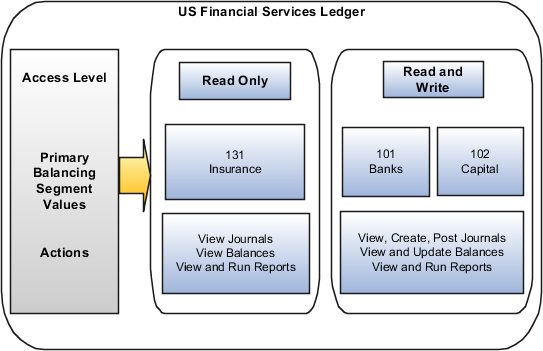 US Financial Services Ledger
Access Level
Primary
Balancing
Segment
Values
Actions
Read Only
131
Insurance
View Journals
View Balances
View and Run Reports
Read and
Write
101
Banks
102
Capital
View, Create, Post Journals
View and Update Balances
View and Run Reports